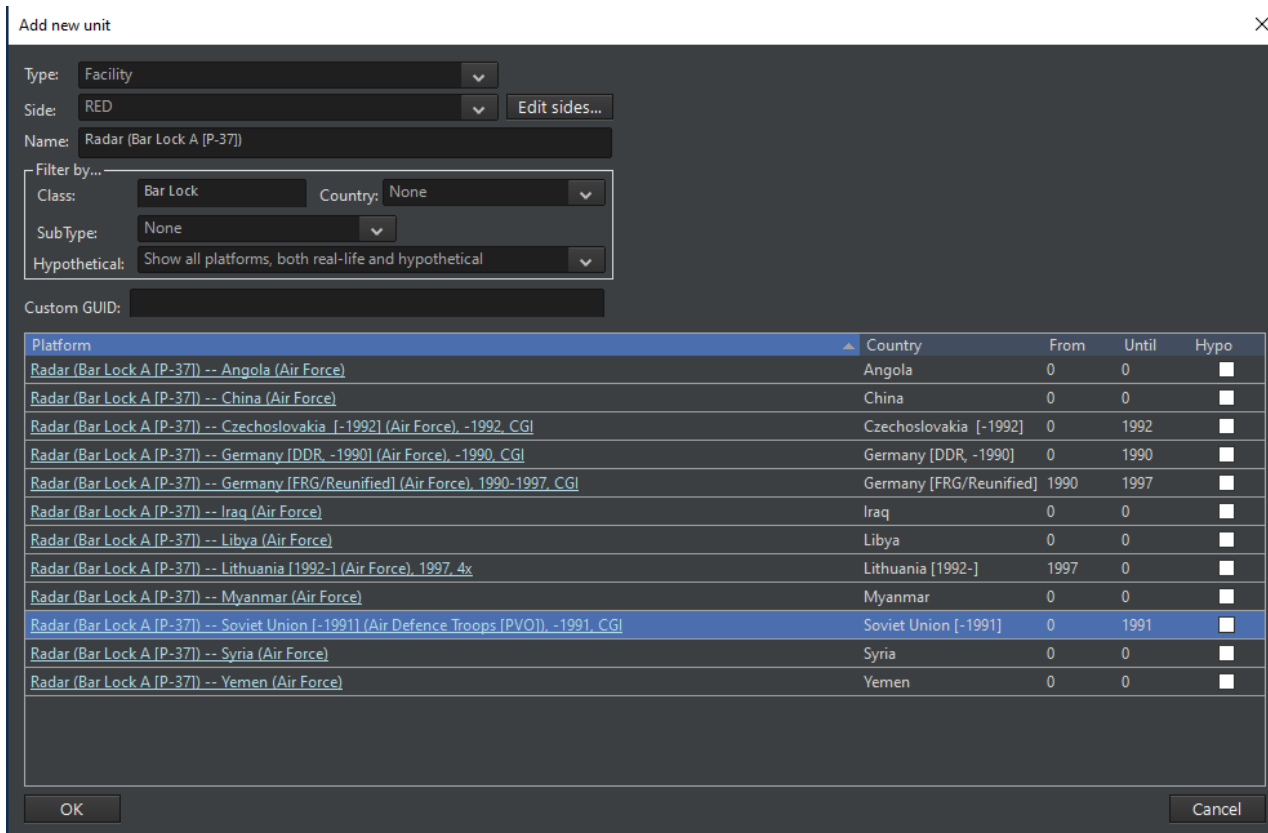 Add new unit
Type: Facility
Side: RED Edit sides...
Name: Radar (Bar Lock A [P-37])
Filter by...
Class: Bar Lock Country: None
SubType: None
Hypothetical: Show all platforms, both real-life and hypothetical
Custom GUID:
Platform Country From Until Hypo
Radar (Bar Lock A [P-37]) -- Angola (Air Force) Angola 0 0
Radar (Bar Lock A [P-37]) -- China (Air Force) China 0 0
Radar (Bar Lock A [P-37]) -- Czechoslovakia  [-1992] (Air Force), -1992, CGI Czechoslovakia  [-1992] 0 1992
Radar (Bar Lock A [P-37]) -- Germany [DDR, -1990] (Air Force), -1990, CGI Germany [DDR, -1990] 0 1990
Radar (Bar Lock A [P-37]) -- Germany [FRG/Reunified] (Air Force), 1990-1997, CGI Germany [FRG/Reunified] 1990 1997
Radar (Bar Lock A [P-37]) -- Iraq (Air Force) Iraq 0 0
Radar (Bar Lock A [P-37]) -- Libya (Air Force) Libya 0 0
Radar (Bar Lock A [P-37]) -- Lithuania [1992-] (Air Force), 1997, 4x Lithuania [1992-] 1997 0
Radar (Bar Lock A [P-37]) -- Myanmar (Air Force) Myanmar 0 0
Radar (Bar Lock A [P-37]) -- Soviet Union [-1991] (Air Defence Troops [PVO]), -1991, CGI Soviet Union [-1991] 0 1991
Radar (Bar Lock A [P-37]) -- Syria (Air Force) Syria 0 0
Radar (Bar Lock A [P-37]) -- Yemen (Air Force) Yemen 0 0
OK Cancel